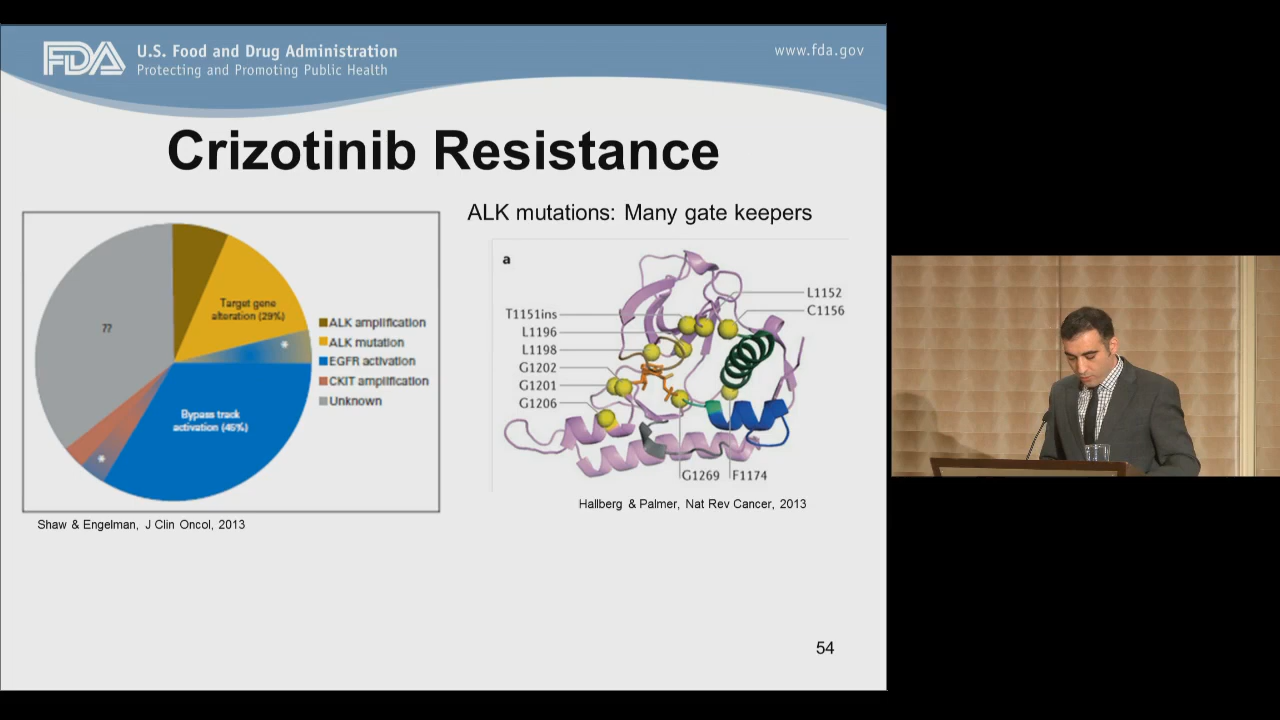 FDA
U.S. Food and Drug Administration
Protecting and Promoting Public Health
www.fda.gov
Crizotinib Resistance
??
Target gene
alteration (29%)
*
Bypass track
activation (45%)
*
ALK amplification
ALK mutation
EGFR activation
CKIT amplification
Unknown
Shaw & Engelman, J Clin Oncol, 2013
ALK mutations: Many gate keepers
a
T1151ins
L1196
L1198
G1202
G1201
G1206
L1152
C1156
G1269
F1174
Hallberg & Palmer, Nat Rev Cancer, 2013
54